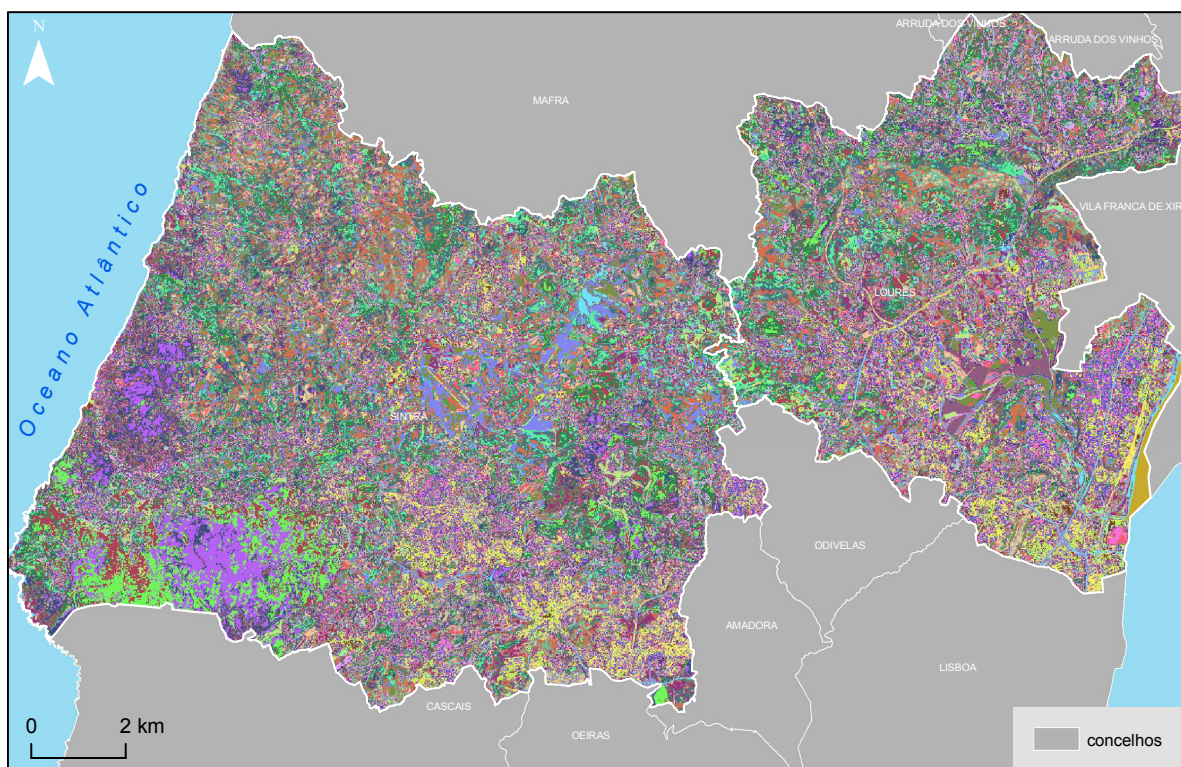 N
ARRUDA DOS VINHOS
ARRUDA DOS VINHOS
MAFRA
Oceano Atlântico
VILA FRANCA DE XIR
LOURES
SINTRA
ODIVELAS
AMADORA
LISBOA
CASCAIS
OEIRAS
0 2 km
concelhos